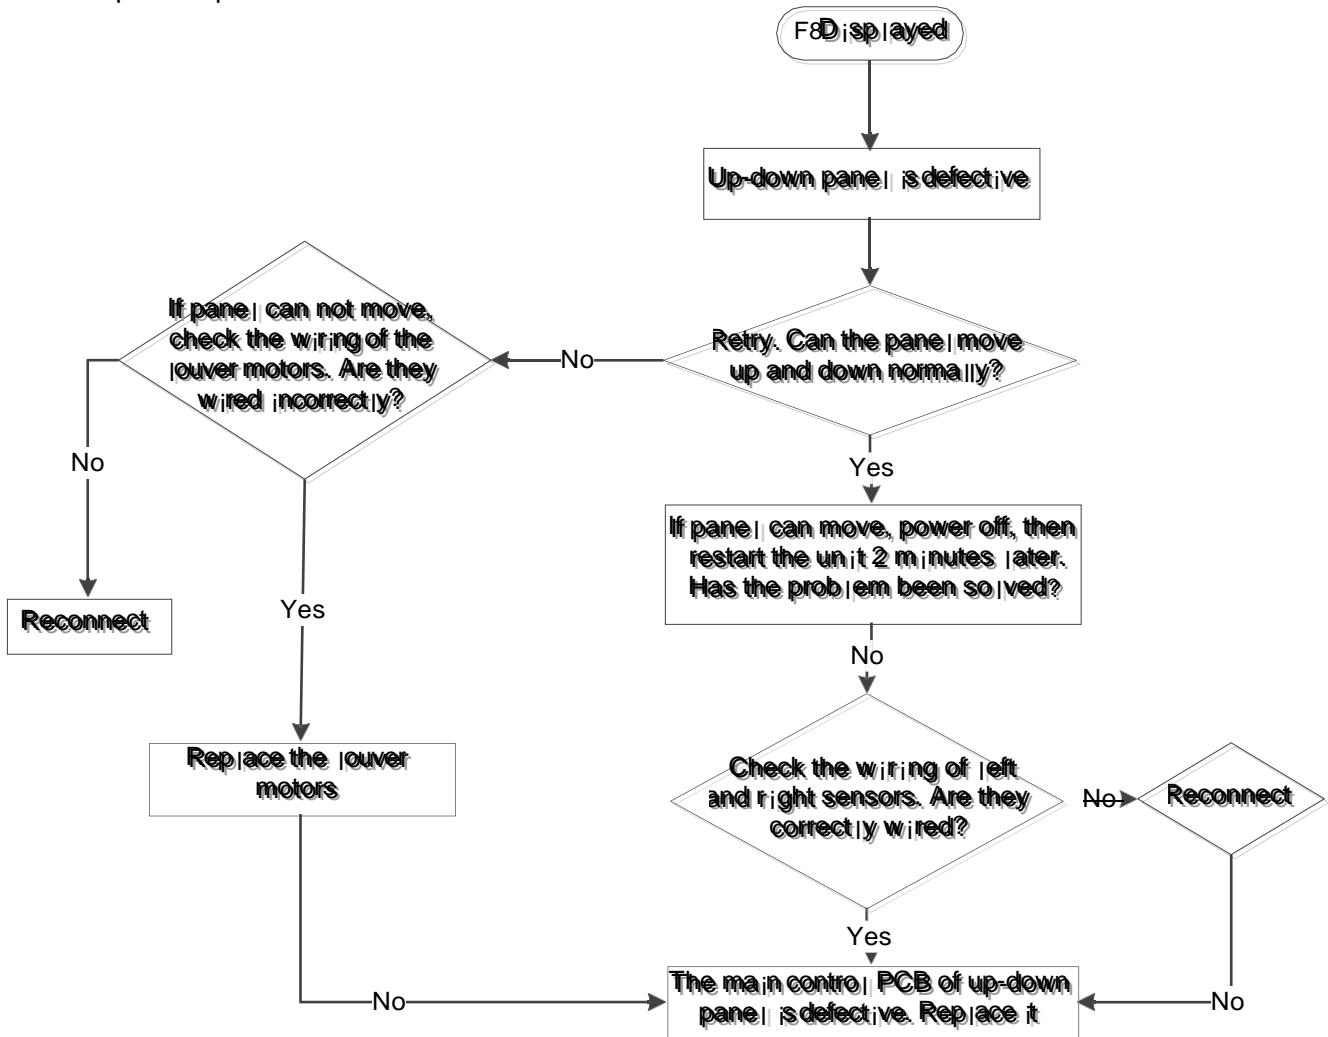 F8Displayed
Up-down panel is defective
If panel can not move,
check the wiring of the
louver motors. Are they
wired incorrectly?
No
Retry. Can the panel move
up and down normally?
No
Yes
If panel can move, power off, then
restart the unit 2 minutes later.
Has the problem been solved?
Reconnect
Yes
No
Replace the louver
motors
Check the wiring of left
and right sensors. Are they
correctly wired?
No
Reconnect
Yes
The main control PCB of up-down
panel is defective. Replace it
No
No